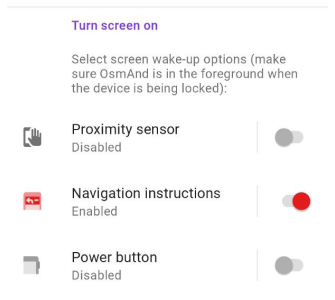 Turn screen on
Select screen wake-up options (make
sure OsmAnd is in the foreground when
the device is being locked):
Proximity sensor
Disabled
Navigation instructions
Enabled
Power button
Disabled